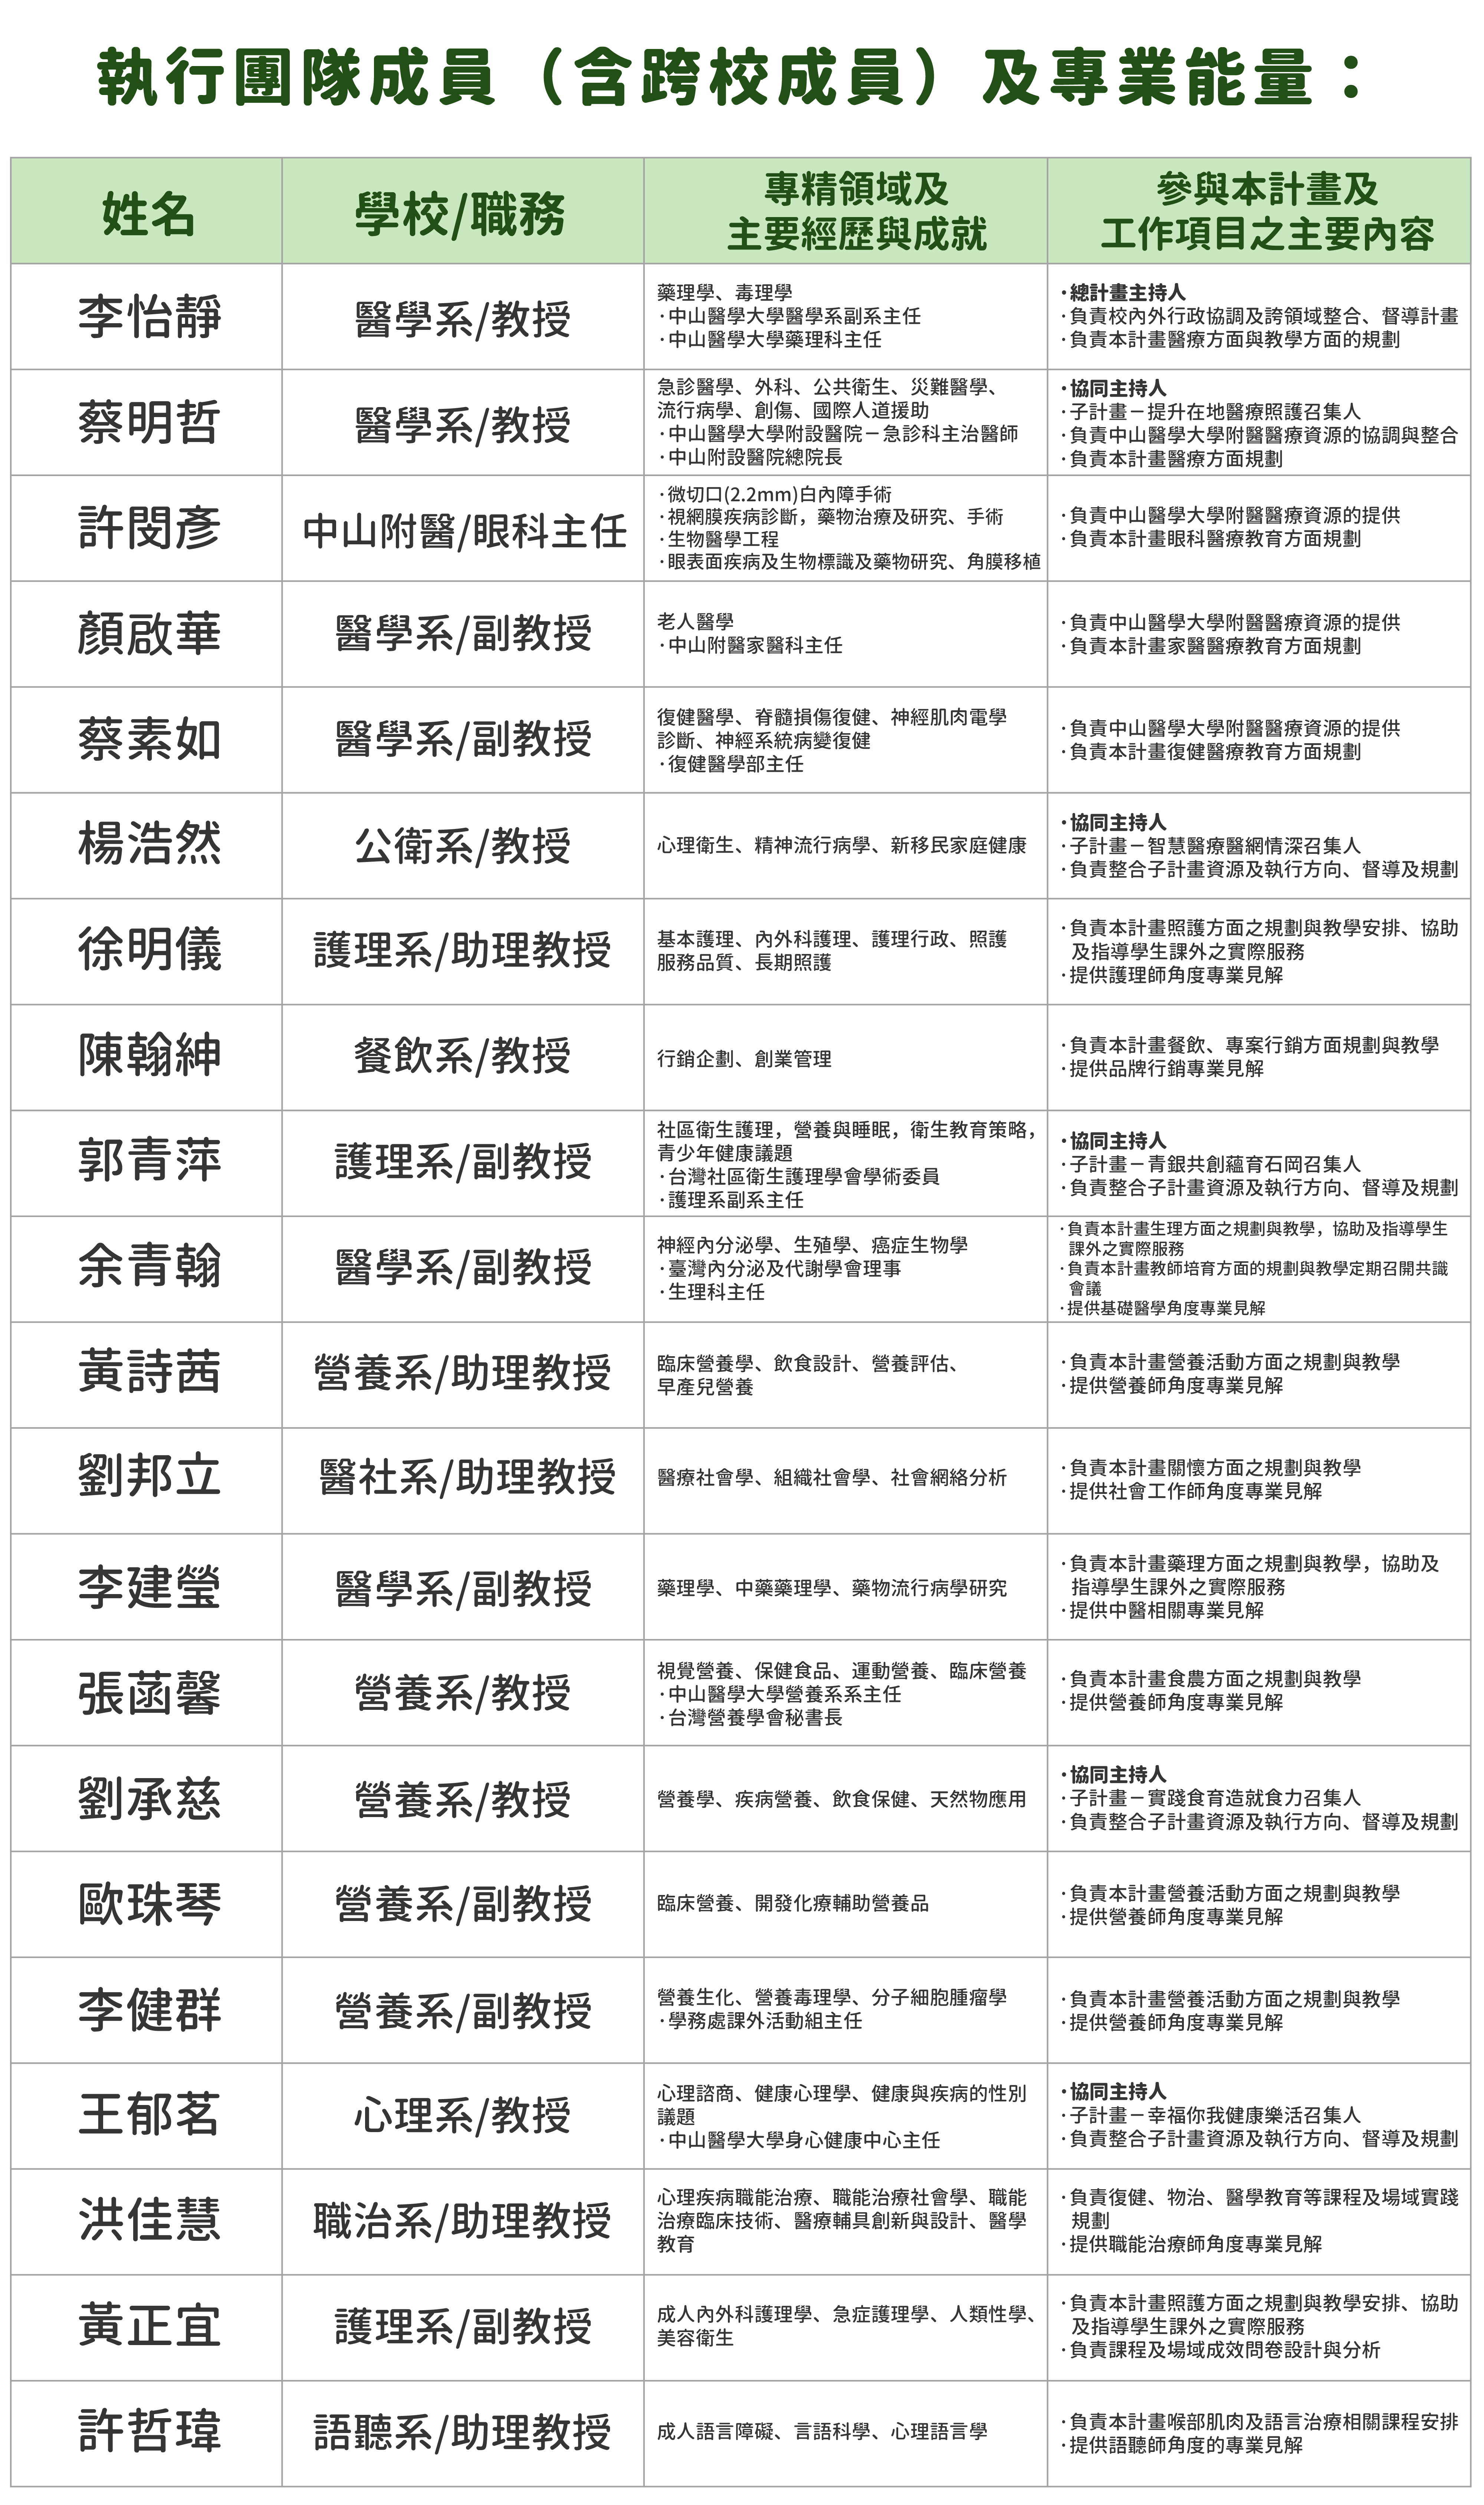 執行團隊成員（含跨校成員）及專業能量：
姓名
學校/職務
專精領域及
主要經歷與成就
參與本計畫及
工作項目之主要內容
李怡靜
醫學系/教授
藥理學、毒理學
·中山醫學大學醫學系副系主任
·中山醫學大學藥理科主任
·總計畫主持人
·負責校內外行政協調及誇領域整合、督導計畫
·負責本計畫醫療方面與教學方面的規劃
蔡明哲
醫學系/教授
急診醫學、外科、公共衛生、災難醫學、
流行病學、創傷、國際人道援助
·中山醫學大學附設醫院－急診科主治醫師
·中山附設醫院總院長
·協同主持人
·子計畫－提升在地醫療照護召集人
·負責中山醫學大學附醫醫療資源的協調與整合
·負責本計畫醫療方面規劃
許閔彥
中山附醫/眼科主任
·微切口(2.2mm)白內障手術
·視網膜疾病診斷，藥物治療及研究、手術
·生物醫學工程
·眼表面疾病及生物標識及藥物研究、角膜移植
·負責中山醫學大學附醫醫療資源的提供
·負責本計畫眼科醫療教育方面規劃
顏啟華
醫學系/副教授
老人醫學
·中山附醫家醫科主任
·負責中山醫學大學附醫醫療資源的提供
·負責本計畫家醫醫療教育方面規劃
蔡素如
醫學系/副教授
復健醫學、脊髓損傷復健、神經肌肉電學
診斷、神經系統病變復健
·復健醫學部主任
·負責中山醫學大學附醫醫療資源的提供
·負責本計畫復健醫療教育方面規劃
楊浩然
公衛系/教授
心理衛生、精神流行病學、新移民家庭健康
·協同主持人
·子計畫－智慧醫療醫網情深召集人
·負責整合子計畫資源及執行方向、督導及規劃
徐明儀
護理系/助理教授
基本護理、內外科護理、護理行政、照護
服務品質、長期照護
·負責本計畫照護方面之規劃與教學安排、協助
及指導學生課外之實際服務
·提供護理師角度專業見解
陳翰紳
餐飲系/教授
行銷企劃、創業管理
·負責本計畫餐飲、專案行銷方面規劃與教學
·提供品牌行銷專業見解
郭青萍
護理系/副教授
社區衛生護理，營養與睡眠，衛生教育策略，
青少年健康議題
·台灣社區衛生護理學會學術委員
·護理系副系主任
·協同主持人
·子計畫－青銀共創蘊育石岡召集人
·負責整合子計畫資源及執行方向、督導及規劃
余青翰
醫學系/副教授
神經內分泌學、生殖學、癌症生物學
·臺灣內分泌及代謝學會理事
·生理科主任
·負責本計畫生理方面之規劃與教學，協助及指導學生
課外之實際服務
·負責本計畫教師培育方面的規劃與教學定期召開共識
會議
·提供基礎醫學角度專業見解
黃詩茜
營養系/助理教授
臨床營養學、飲食設計、營養評估、
早產兒營養
·負責本計畫營養活動方面之規劃與教學
·提供營養師角度專業見解
劉邦立
醫社系/助理教授
醫療社會學、組織社會學、社會網絡分析
·負責本計畫關懷方面之規劃與教學
·提供社會工作師角度專業見解
李建瑩
醫學系/副教授
藥理學、中藥藥理學、藥物流行病學研究
·負責本計畫藥理方面之規劃與教學，協助及
指導學生課外之實際服務
·提供中醫相關專業見解
張菡馨
營養系/教授
視覺營養、保健食品、運動營養、臨床營養
·中山醫學大學營養系系主任
·台灣營養學會秘書長
·負責本計畫食農方面之規劃與教學
·提供營養師角度專業見解
劉承慈
營養系/教授
營養學、疾病營養、飲食保健、天然物應用
·協同主持人
·子計畫－實踐食育造就食力召集人
·負責整合子計畫資源及執行方向、督導及規劃
歐珠琴
營養系/副教授
臨床營養、開發化療輔助營養品
·負責本計畫營養活動方面之規劃與教學
·提供營養師角度專業見解
李健群
營養系/副教授
營養生化、營養毒理學、分子細胞腫瘤學
·學務處課外活動組主任
·負責本計畫營養活動方面之規劃與教學
·提供營養師角度專業見解
王郁茗
心理系/教授
心理諮商、健康心理學、健康與疾病的性別
議題
·中山醫學大學身心健康中心主任
·協同主持人
·子計畫－幸福你我健康樂活召集人
·負責整合子計畫資源及執行方向、督導及規劃
洪佳慧
職治系/助理教授
心理疾病職能治療、職能治療社會學、職能
治療臨床技術、醫療輔具創新與設計、醫學
教育
·負責復健、物治、醫學教育等課程及場域實踐
規劃
·提供職能治療師角度專業見解
黃正宜
護理系/副教授
成人內外科護理學、急症護理學、人類性學、
美容衛生
·負責本計畫照護方面之規劃與教學安排、協助
及指導學生課外之實際服務
·負責課程及場域成效問卷設計與分析
許哲瑋
語聽系/助理教授
成人語言障礙、言語科學、心理語言學
·負責本計畫喉部肌肉及語言治療相關課程安排
·提供語聽師角度的專業見解